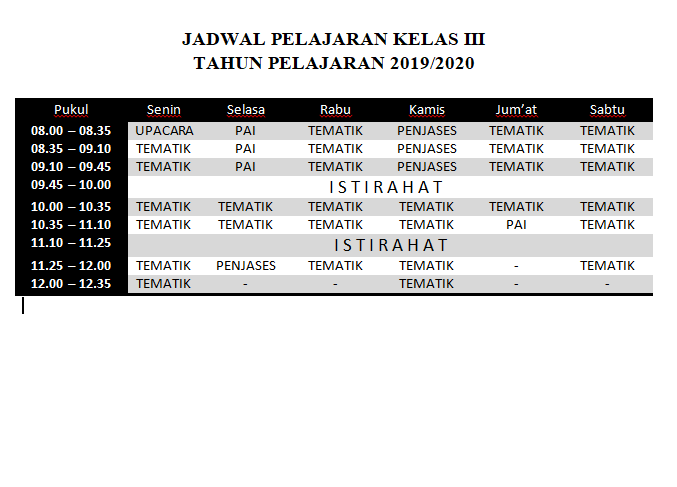 JADWAL PELAJARAN KELAS III
TAHUN PELAJARAN 2019/2020
Pukul Senin Selasa Rabu Kamis Jum'at Sabtu
08.00 – 08.35 UPACARA PAI TEMATIK PENJASES TEMATIK TEMATIK
08.35 – 09.10 TEMATIK PAI TEMATIK PENJASES TEMATIK TEMATIK
09.10 – 09.45 TEMATIK PAI TEMATIK PENJASES TEMATIK TEMATIK
09.45 – 10.00 I S T I R A H A T
10.00 – 10.35 TEMATIK TEMATIK TEMATIK TEMATIK TEMATIK TEMATIK
10.35 – 11.10 TEMATIK TEMATIK TEMATIK TEMATIK PAI TEMATIK
11.10 – 11.25 I S T I R A H A T
11.25 – 12.00 TEMATIK PENJASES TEMATIK TEMATIK - TEMATIK
12.00 – 12.35 TEMATIK - - TEMATIK - -